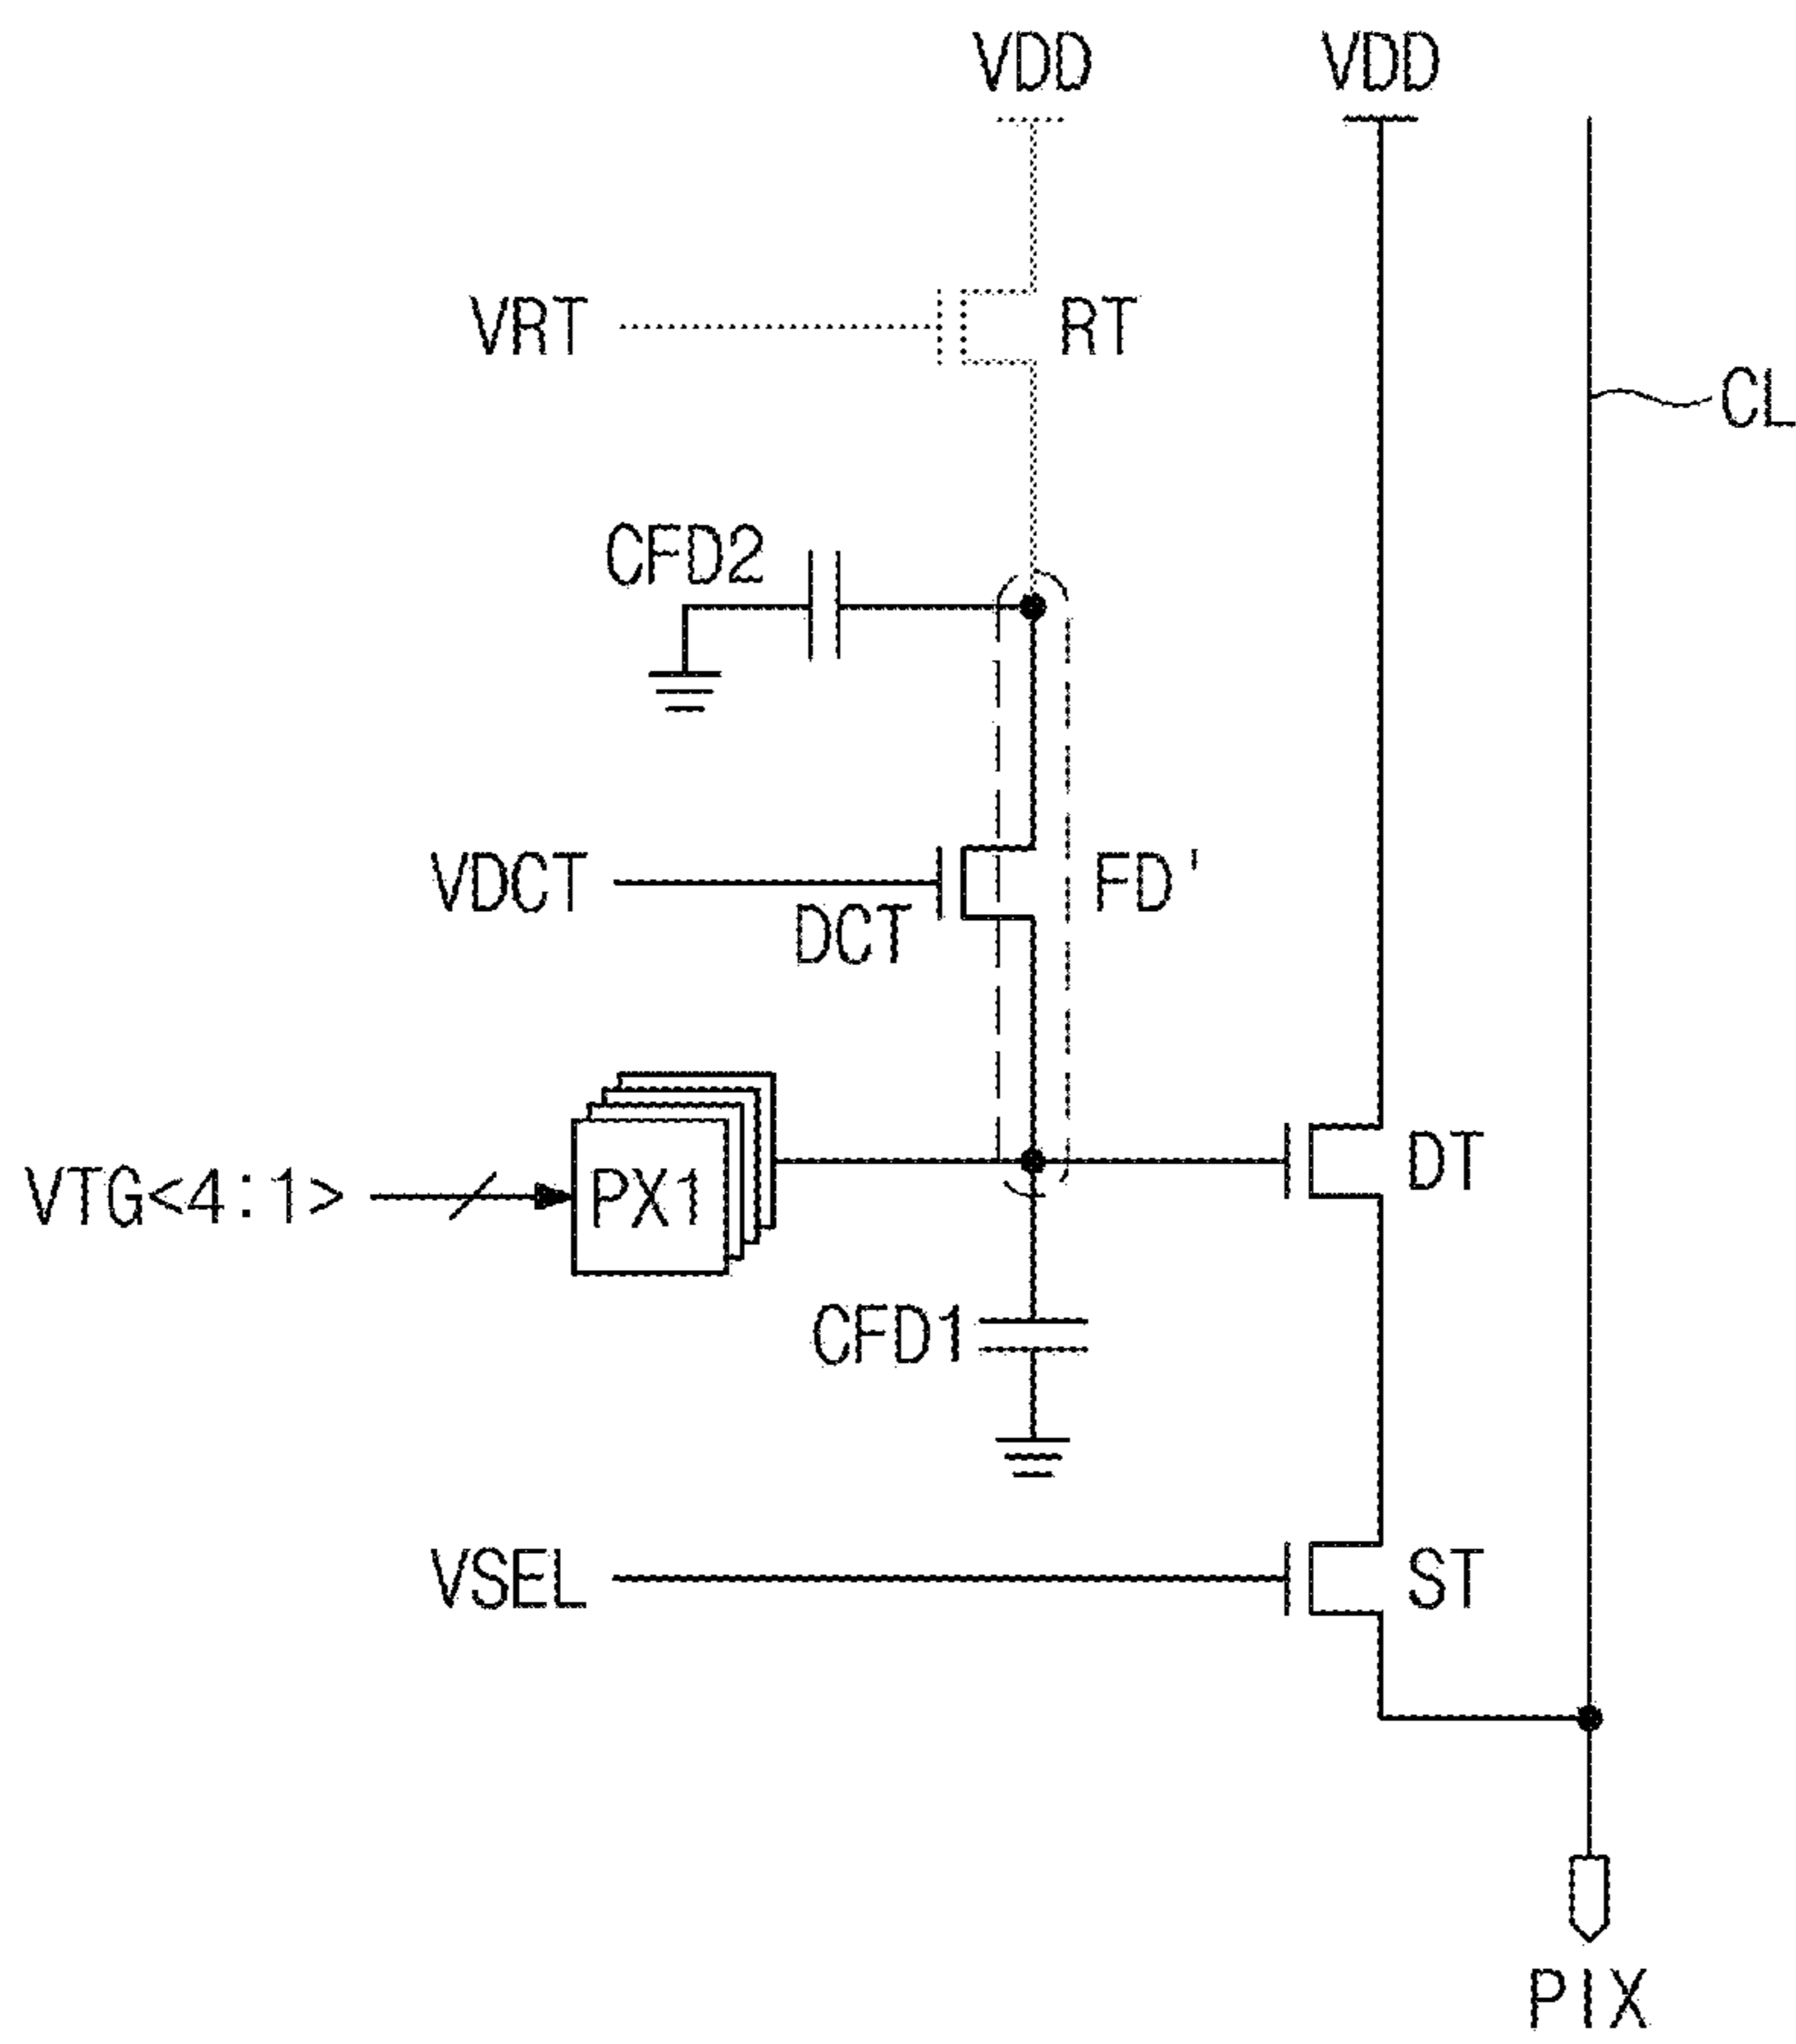 VDD
VDD
VRT
RT
CL
CFD2
VDCT
FD'
DCT
VTG<4:1>
PX1
DT
CFD1
VSEL
ST
PIX